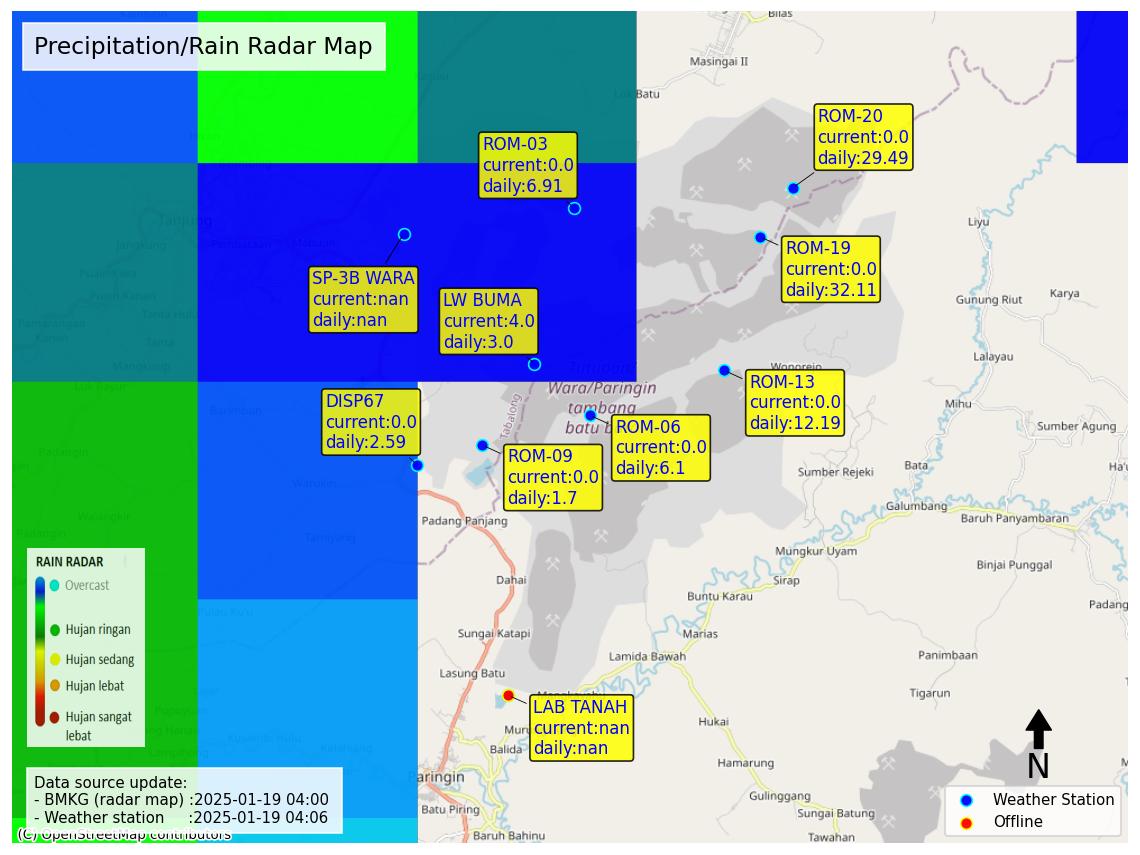 Precipitation/Rain Radar Map
Bilas
Masingai II
Lok Batu
ROM-20
current:0.0
daily:29.49
ROM-03
current:0.0
daily:6.91
Tanjung
Liyu
ROM-19
current:0.0
daily:32.11
SP-3B WARA
current:nan
daily:nan
LW BUMA
current:4.0
daily:3.0
Gunung Riut
Karya
Lalayau
Wonorejo
Tutupan/
Wara/Paringin
tambang
batu b
ROM-13
current:0.0
daily:12.19
DISP67
current:0.0
daily:2.59
Tabalong
Mihu
ROM-06
current:0.0
daily:6.1
Sumber Agung
ROM-09
current:0.0
daily:1.7
Bata
Sumber Rejeki
Ha'u
Galumbang
Padang Panjang
Baruh Panyambaran
Mungkur Uyam
Binjai Punggal
RAIN RADAR
Overcast
Hujan ringan
Hujan sedang
Hujan lebat
Hujan sangat
lebat
Dahai
Sirap
Buntu Karau
Padang
Sungai Katapi
Marias
Lamida Bawah
Panimbaan
Lasung Batu
Tigarun
LAB TANAH
current:nan
daily:nan
Muru
Hukai
Balida
Hamarung
N
Paringin
Gulinggang
Batu Piring
Sungai Batung
Baruh Bahinu
Tawahan
Data source update:
- BMKG (radar map) :2025-01-19 04:00
- Weather station :2025-01-19 04:06
(C) OpenStreetMap contributors
Weather Station
Offline